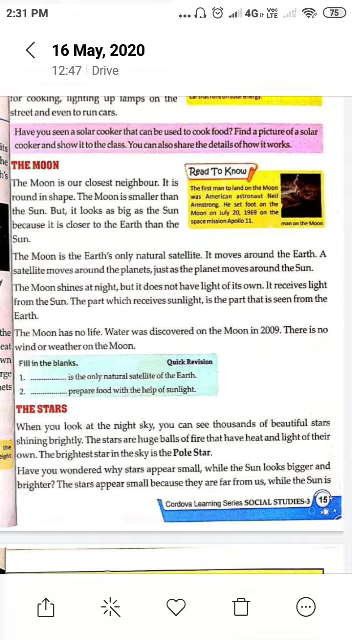 2:31 PM
4G
75
16 May, 2020
12:47 Drive
for cooking, lighting up lamps on the
street and even to run cars.
Have you seen a solar cooker that can be used to cook food? Find a picture of a solar
cooker and show it to the class. You can also share the details of how it works.
THE MOON
The Moon is our closest neighbour. It is
round in shape. The Moon is smaller than
the Sun. But, it looks as big as the Sun
because it is closer to the Earth than the
Sun.
Read To Know
The first man to land on the Moon
was American astronaut Neil
Armstrong. He set foot on the
Moon on July 20, 1969 on the
space mission Apollo 11.
man on the Moon
The Moon is the Earth's only natural satellite. It moves around the Earth. A
satellite moves around the planets, just as the planet moves around the Sun.
The Moon shines at night, but it does not have light of its own. It receives light
from the Sun. The part which receives sunlight, is the part that is seen from the
Earth.
The Moon has no life. Water was discovered on the Moon in 2009. There is no
wind or weather on the Moon.
Fill in the blanks. Quick Revision
1. .............. is the only natural satellite of the Earth.
2. .............. prepare food with the help of sunlight.
THE STARS
When you look at the night sky, you can see thousands of beautiful stars
shining brightly. The stars are huge balls of fire that have heat and light of their
own. The brightest star in the sky is the Pole Star.
Have you wondered why stars appear small, while the Sun looks bigger and
brighter? The stars appear small because they are far from us, while the Sun is
Cordova Learning Series SOCIAL STUDIES-3 15